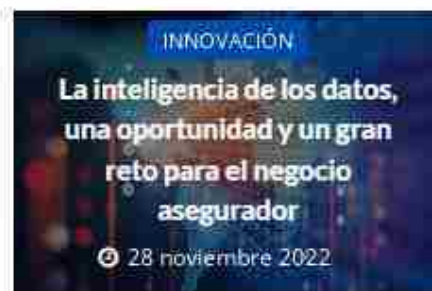 INNOVACIÓN
La inteligencia de los datos,
una oportunidad y un gran
reto para el negocio
asegurador
28 noviembre 2022